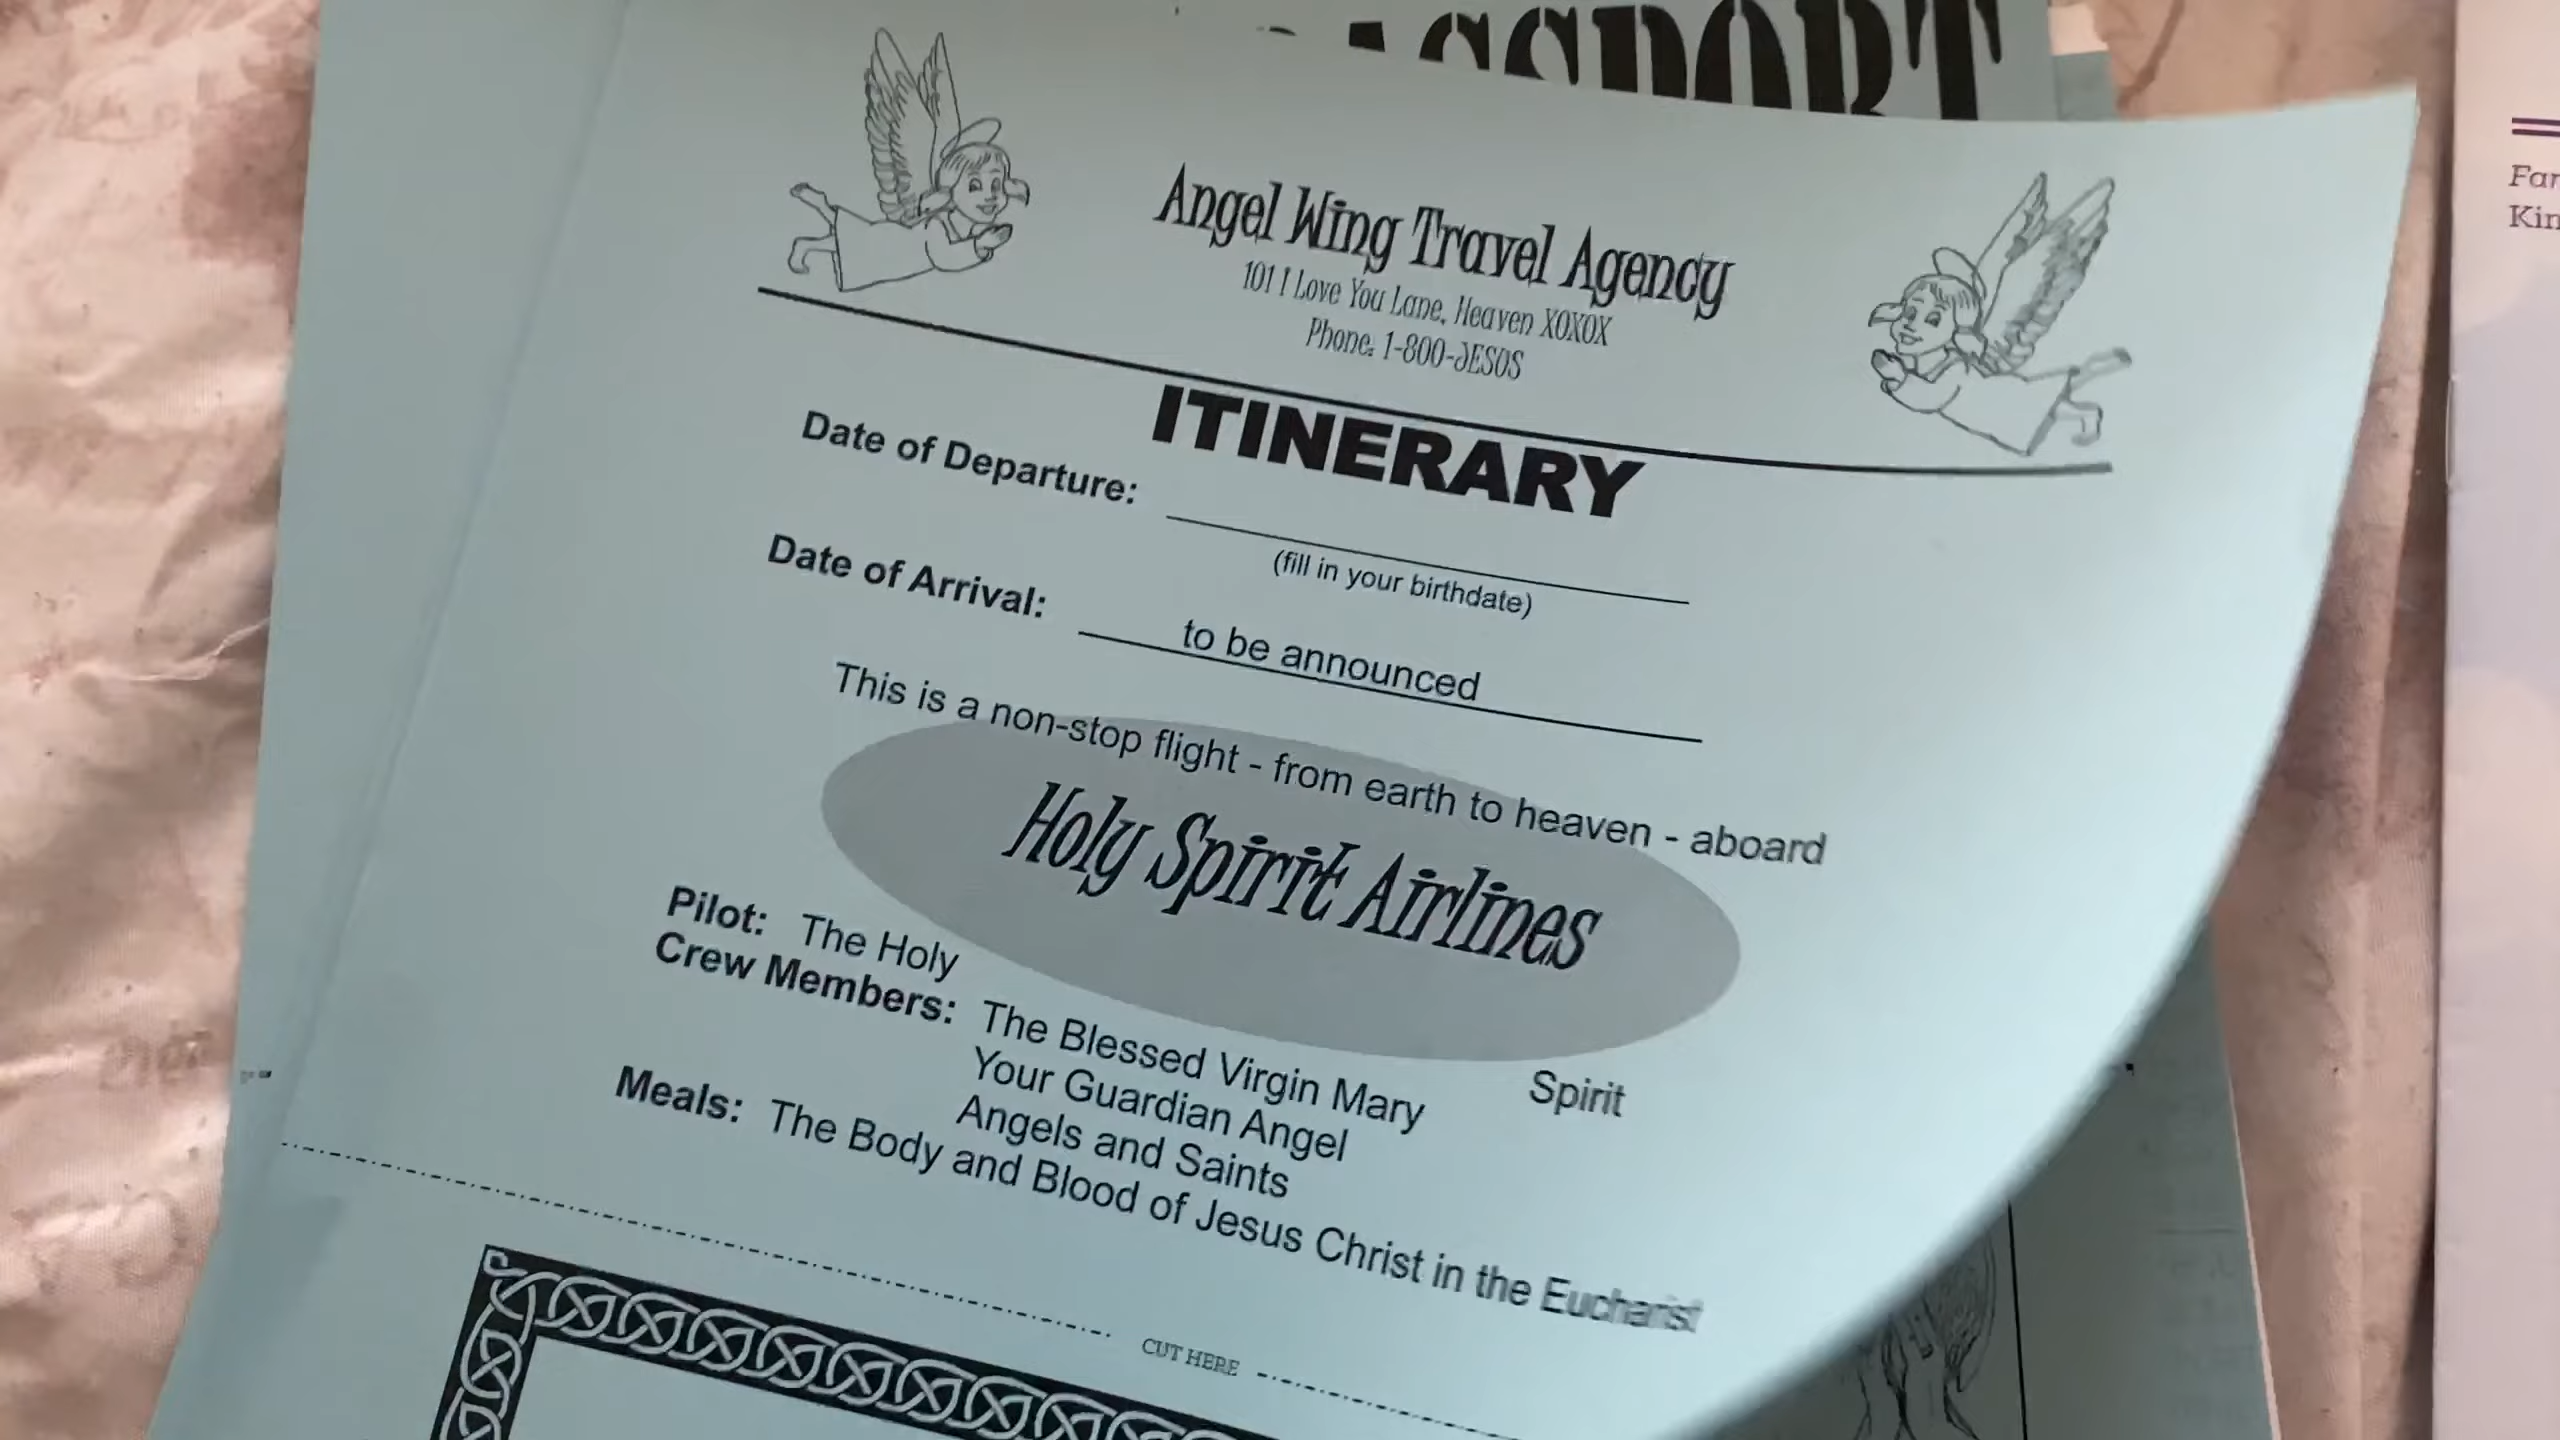 Angel Wing Travel Agency
101 I Love You Lane, Heaven XOXOX
Phone: 1-800-JESUS
ITINERARY
Date of Departure:
(fill in your birthdate)
Date of Arrival: to be announced
This is a non-stop flight - from earth to heaven - aboard
Holy Spirit Airlines
Pilot: The Holy Spirit
Crew Members: The Blessed Virgin Mary
Your Guardian Angel
Angels and Saints
Meals: The Body and Blood of Jesus Christ in the Eucharist
CUT HERE